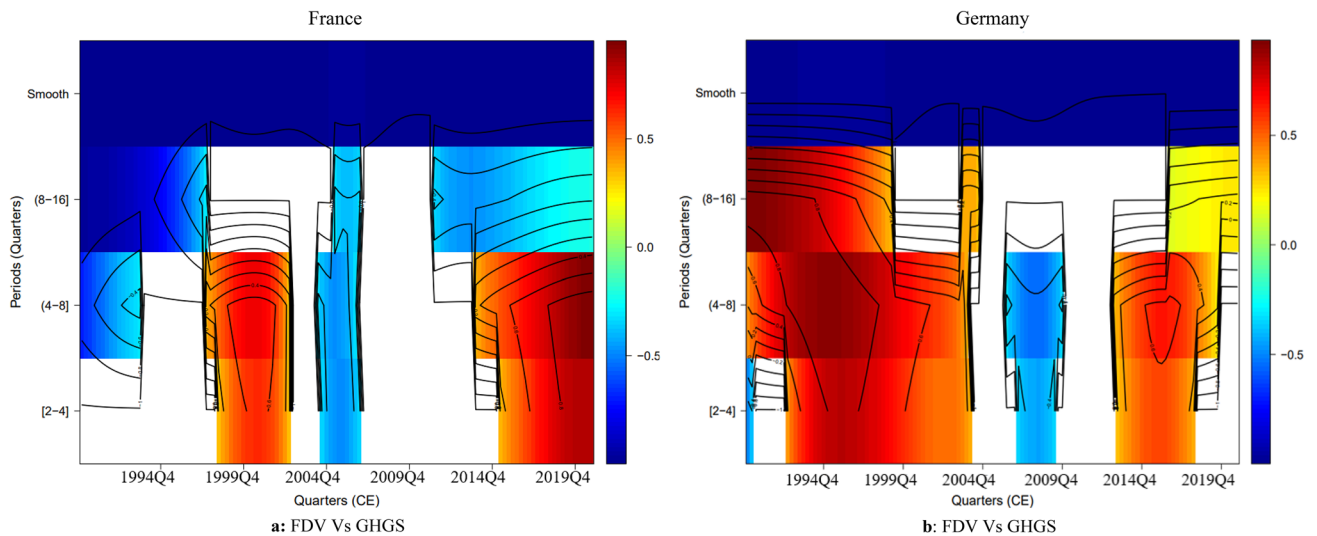 France
Germany
Periods (Quarters)
Smooth
(8−16]
(4−8]
[2−4]
0.5
0.0
−0.5
1994Q4 1999Q4 2004Q4 2009Q4 2014Q4 2019Q4
Quarters (CE)
a: FDV Vs GHGS
Periods (Quarters)
Smooth
(8−16]
(4−8]
[2−4]
0.5
0.0
−0.5
1994Q4 1999Q4 2004Q4 2009Q4 2014Q4 2019Q4
Quarters (CE)
b: FDV Vs GHGS